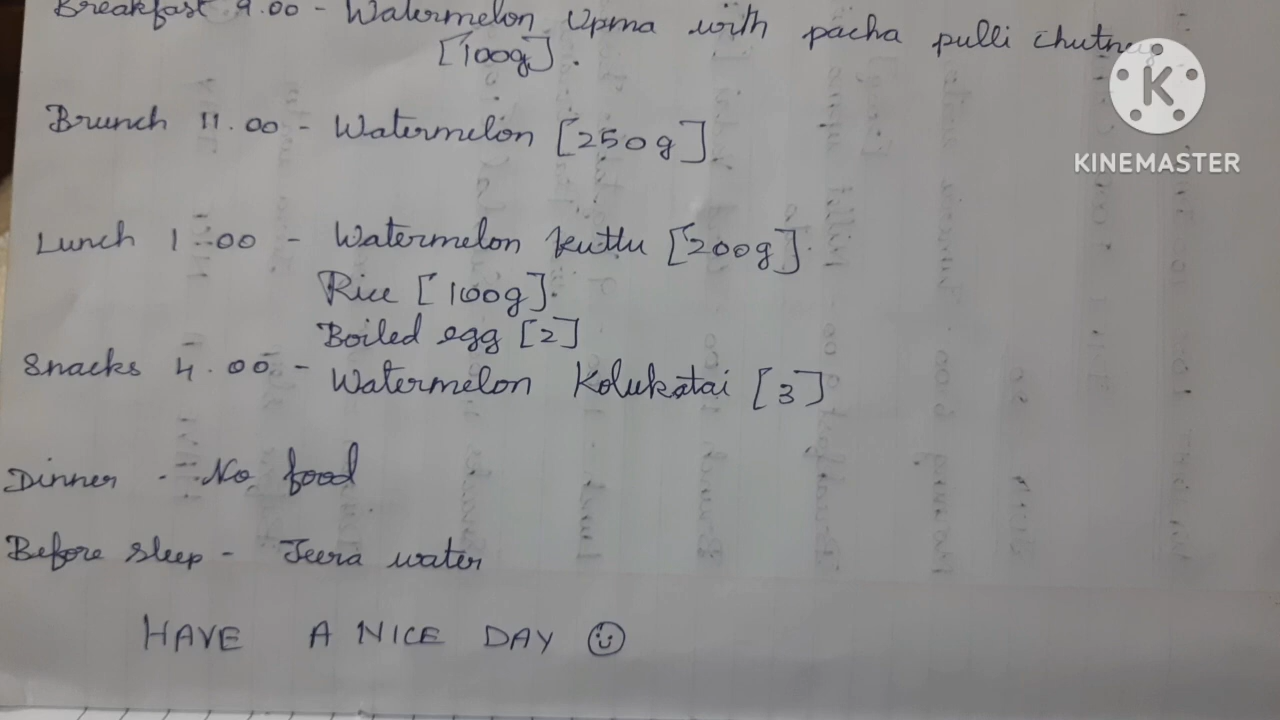 Breakfast 9.00 - Watermelon Upma with pacha pulli chutney
[100g].
K
KINEMASTER
Brunch 11.00 - Watermelon [250g]
Lunch 1.00 - Watermelon kuttu [200g].
Rice [100g].
Boiled egg [2]
Snacks 4.00 - Watermelon Kolukatai [3]
Dinner - No food
Before sleep - Jeera water
HAVE A NICE DAY